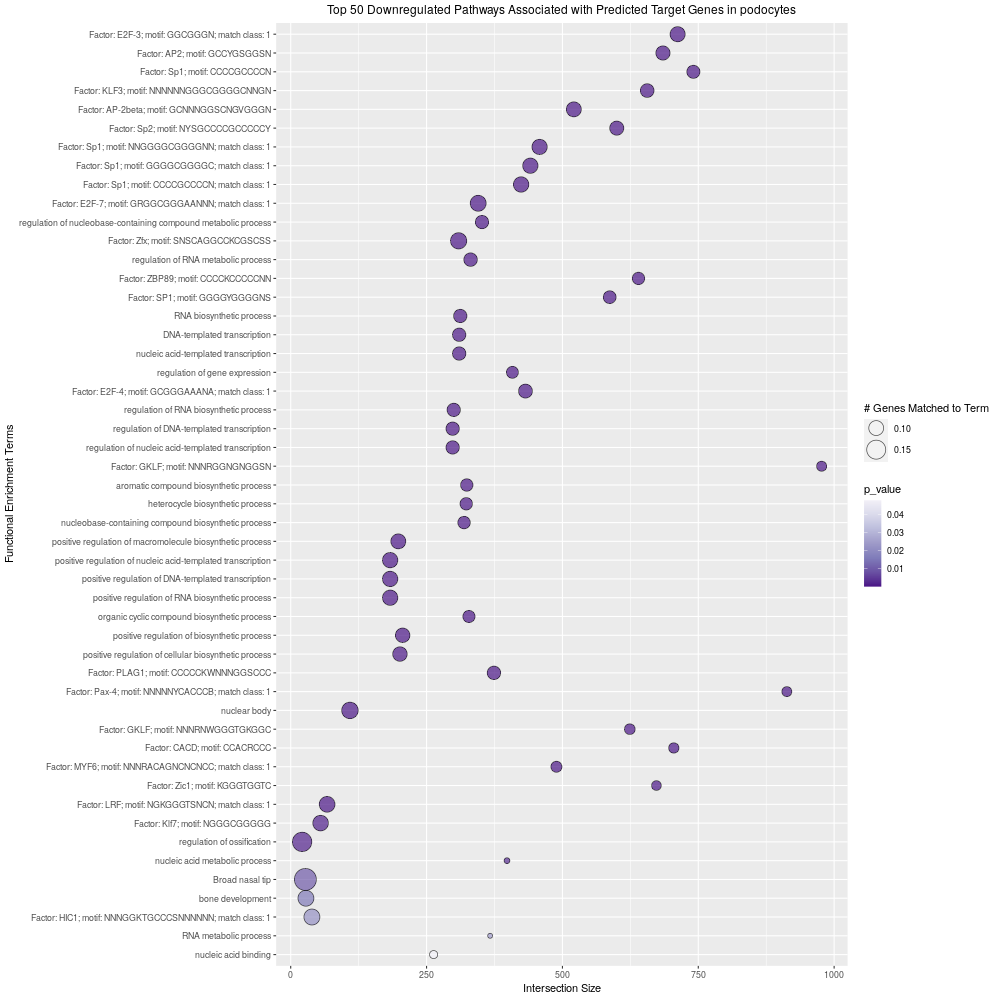 Top 50 Downregulated Pathways Associated with Predicted Target Genes in podocytes
Functional Enrichment Terms
Factor: E2F-3; motif: GGCGGGN; match class: 1
Factor: AP2; motif: GCCYGSGGSN
Factor: Sp1; motif: CCCCGCCCCN
Factor: KLF3; motif: NNNNNNGGGCGGGGCNNGN
Factor: AP-2beta; motif: GCNNNGGSCNGVGGGN
Factor: Sp2; motif: NYSGCCCCGCCCCCY
Factor: Sp1; motif: NNGGGGCGGGGNN; match class: 1
Factor: Sp1; motif: GGGGCGGGGC; match class: 1
Factor: Sp1; motif: CCCCGCCCCN; match class: 1
Factor: E2F-7; motif: GRGGCGGGAANNN; match class: 1
regulation of nucleobase-containing compound metabolic process
Factor: Zfx; motif: SNSCAGGCCKCGSCSS
regulation of RNA metabolic process
Factor: ZBP89; motif: CCCCKCCCCCNN
Factor: SP1; motif: GGGGYGGGGNS
RNA biosynthetic process
DNA-templated transcription
nucleic acid-templated transcription
regulation of gene expression
Factor: E2F-4; motif: GCGGGAAANA; match class: 1
regulation of RNA biosynthetic process
regulation of DNA-templated transcription
regulation of nucleic acid-templated transcription
Factor: GKLF; motif: NNNRGGNGNGGSN
aromatic compound biosynthetic process
heterocycle biosynthetic process
nucleobase-containing compound biosynthetic process
positive regulation of macromolecule biosynthetic process
positive regulation of nucleic acid-templated transcription
positive regulation of DNA-templated transcription
positive regulation of RNA biosynthetic process
organic cyclic compound biosynthetic process
positive regulation of biosynthetic process
positive regulation of cellular biosynthetic process
Factor: PLAG1; motif: CCCCCKWNNNGGSCCC
Factor: Pax-4; motif: NNNNNYCACCCB; match class: 1
nuclear body
Factor: GKLF; motif: NNNRNWGGGTGKGGC
Factor: CACD; motif: CCACRCCC
Factor: MYF6; motif: NNNRACAGNCNCNCC; match class: 1
Factor: Zic1; motif: KGGGTGGTC
Factor: LRF; motif: NGKGGGTSNCN; match class: 1
Factor: Klf7; motif: NGGGCGGGGG
regulation of ossification
nucleic acid metabolic process
Broad nasal tip
bone development
Factor: HIC1; motif: NNNGGKTGCCCSNNNNNN; match class: 1
RNA metabolic process
nucleic acid binding
0 250 500 750 1000
Intersection Size
# Genes Matched to Term
0.10
0.15
p_value
0.04
0.03
0.02
0.01